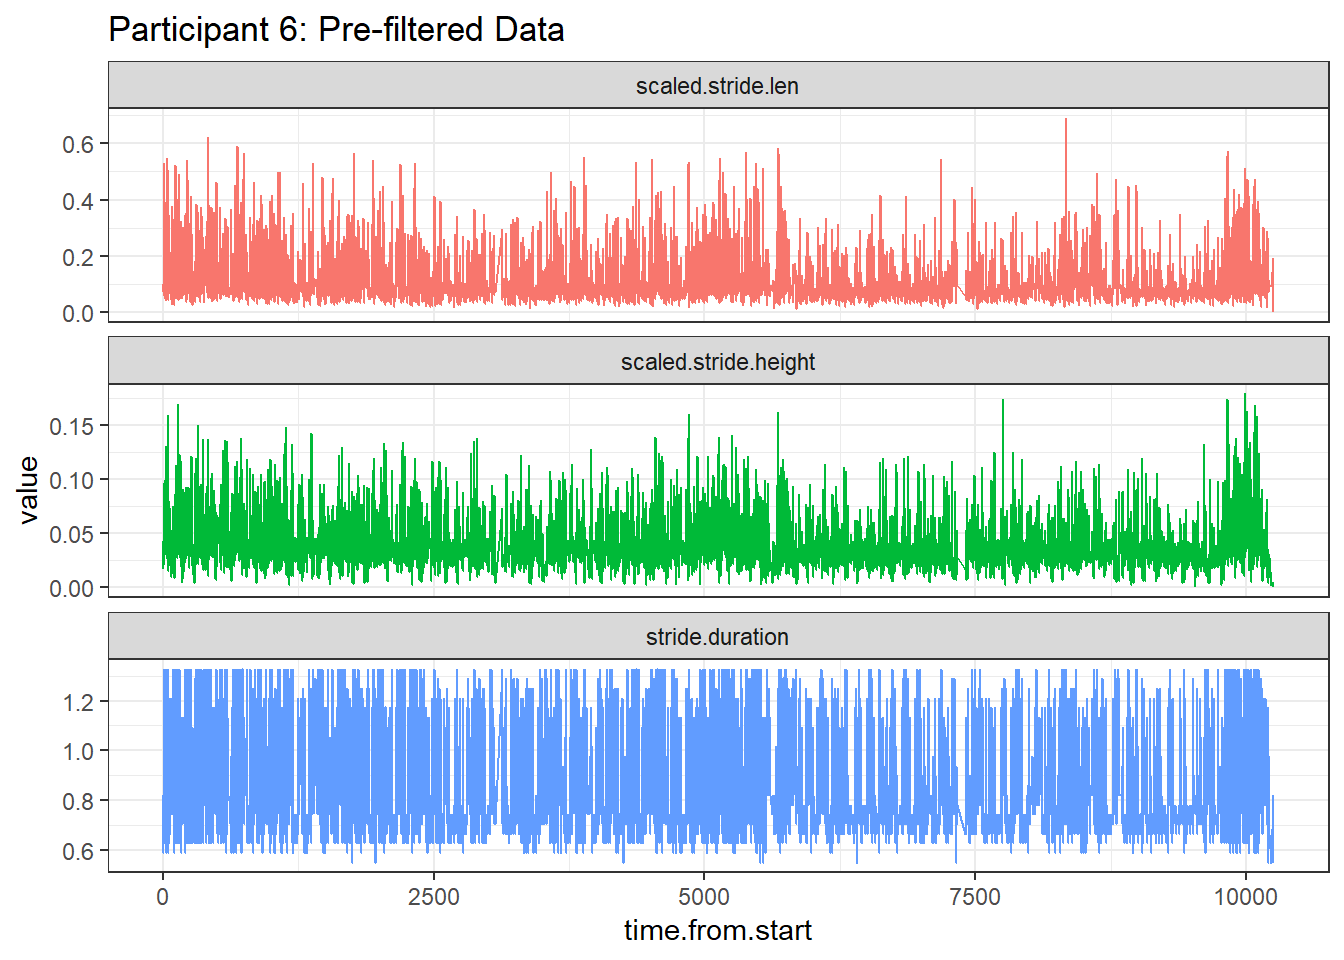 Participant 6: Pre-filtered Data
scaled.stride.len
0.6
0.4
0.2
0.0
scaled.stride.height
0.15
0.10
0.05
0.00
value
stride.duration
1.2
1.0
0.8
0.6
0 2500 5000 7500 10000
time.from.start